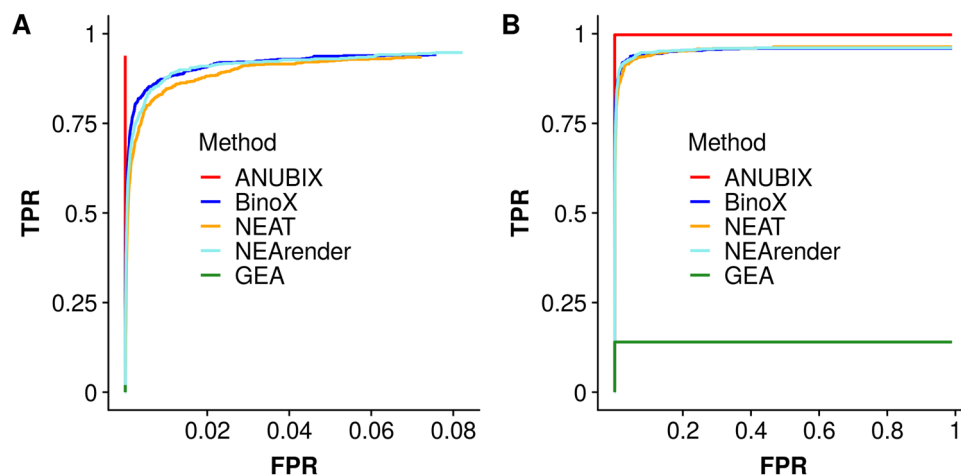 A
TPR
1
0.75
0.5
0.25
0
Method
ANUBIX
BinoX
NEAT
NEArender
GEA
0.02
0.04
0.06
0.08
FPR
B
TPR
1
0.75
0.5
0.25
0
Method
ANUBIX
BinoX
NEAT
NEArender
GEA
0.2
0.4
0.6
0.8
1
FPR